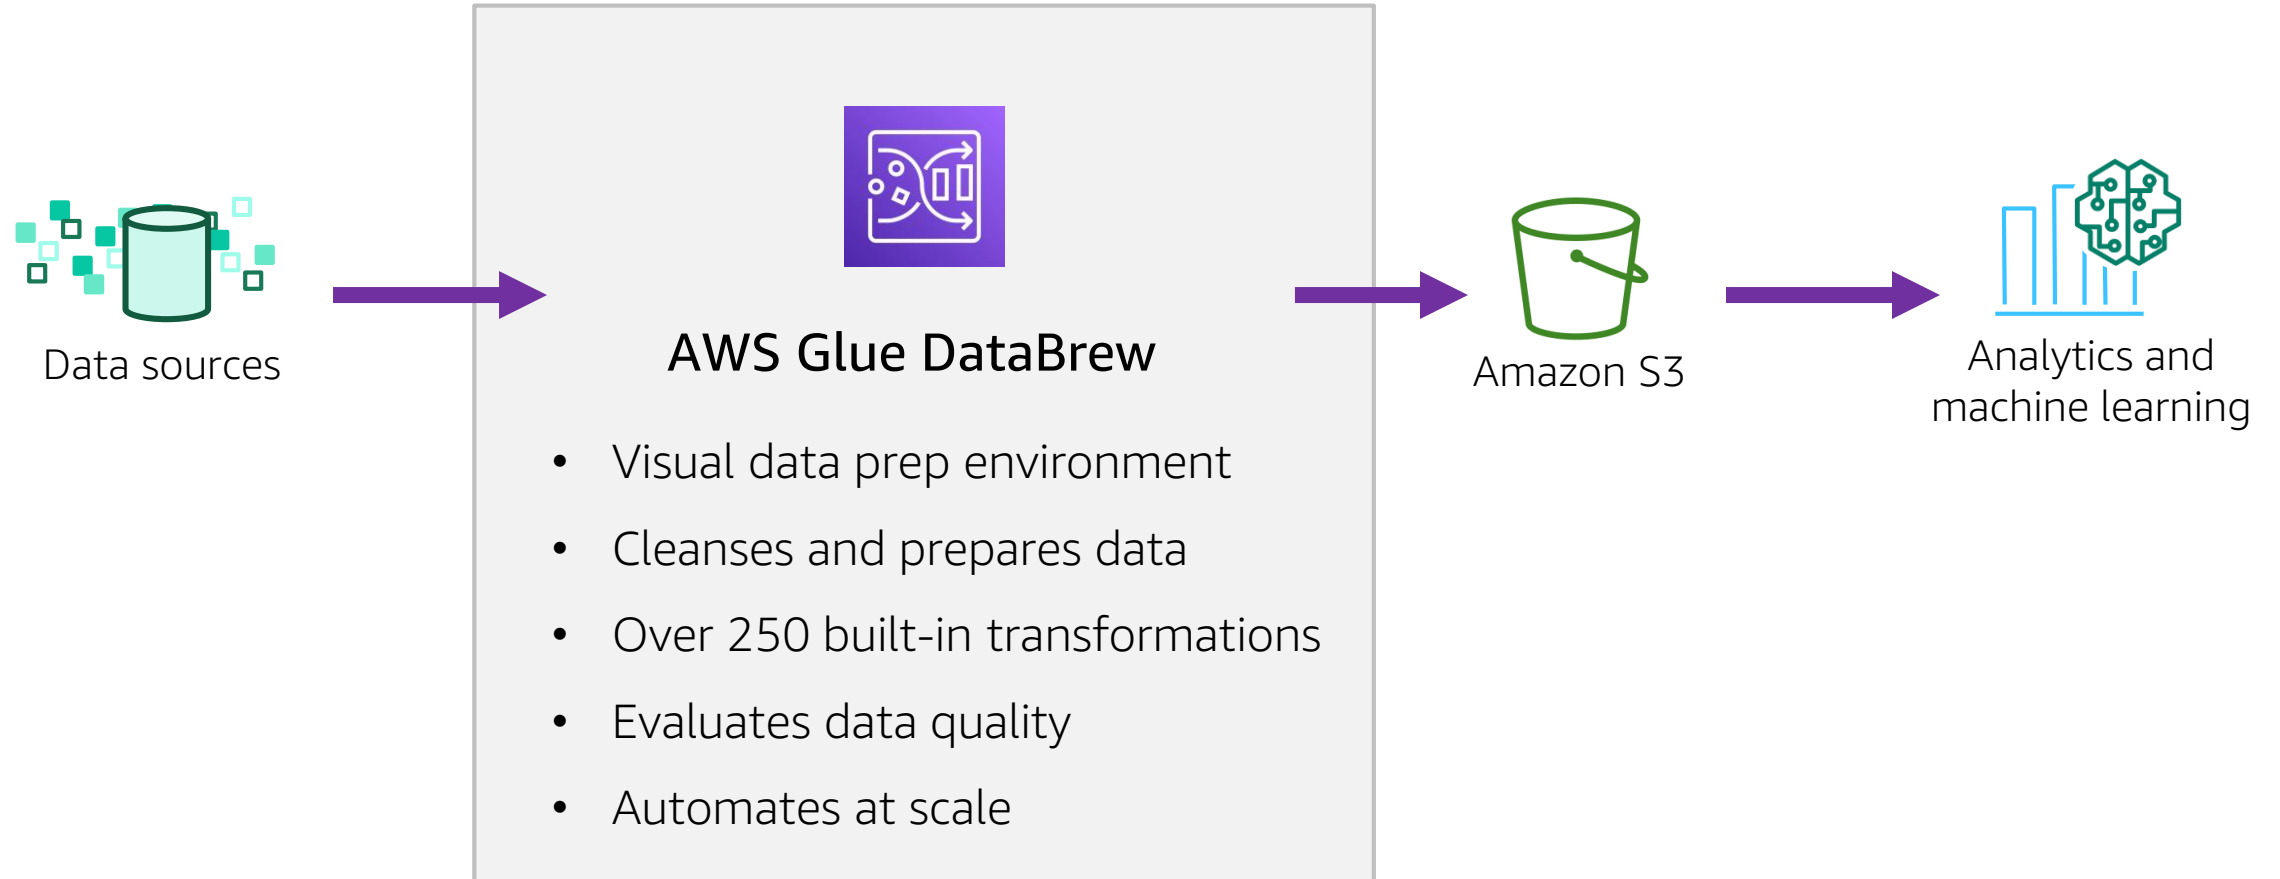 Data sources
AWS Glue DataBrew
• Visual data prep environment
• Cleanses and prepares data
• Over 250 built-in transformations
• Evaluates data quality
• Automates at scale
Amazon S3
Analytics and
machine learning